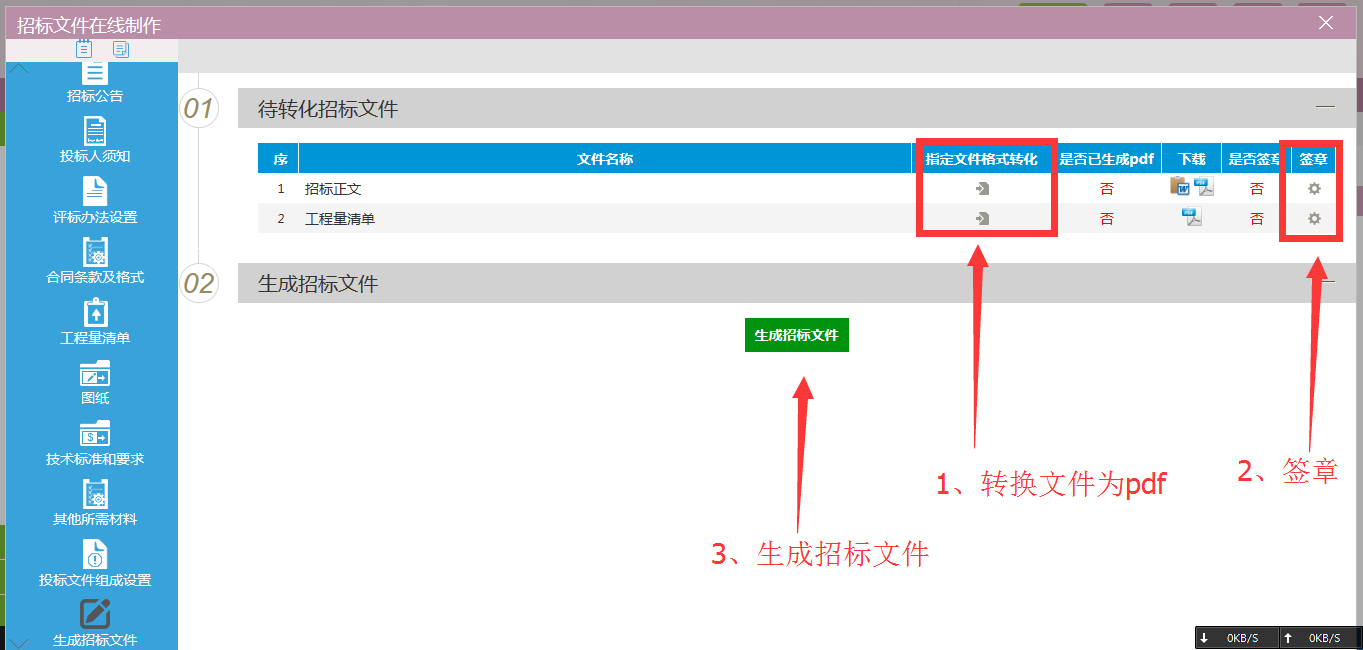 招标文件在线制作
招标公告
投标人须知
评标办法设置
合同条款及格式
工程量清单
图纸
技术标准和要求
其他所需材料
投标文件组成设置
生成招标文件
01 待转化招标文件
序 文件名称 指定文件格式转化 是否已生成pdf 下载 是否签章 签章
1 招标正文 否 否
2 工程量清单 否 否
02 生成招标文件
生成招标文件
1、转换文件为pdf
2、签章
3、生成招标文件
0KB/S 0KB/S